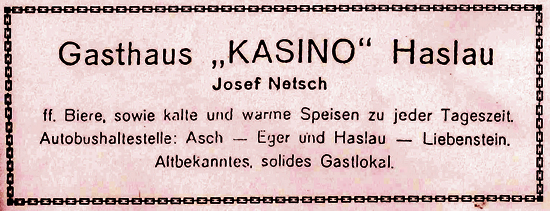 Gasthaus „KASINO“ Haslau
Josef Netsch
ff. Biere, sowie kalte und warme Speisen zu jeder Tageszeit.
Autobushaltestelle: Asch — Eger und Haslau — Liebenstein.
Altbekanntes, solides Gastlokal.